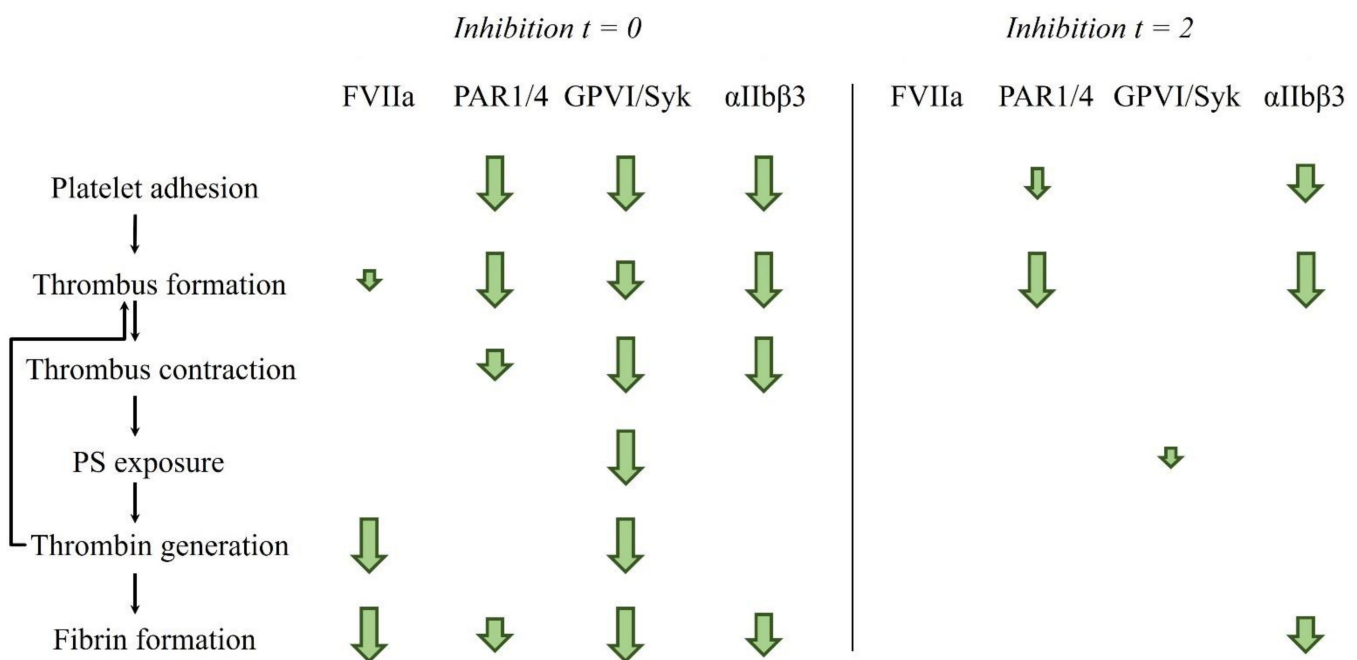 Inhibition t = 0 Inhibition t = 2
FVIIa PAR1/4 GPVI/Syk αIIbβ3 FVIIa PAR1/4 GPVI/Syk αIIbβ3
Platelet adhesion
Thrombus formation
Thrombus contraction
PS exposure
Thrombin generation
Fibrin formation